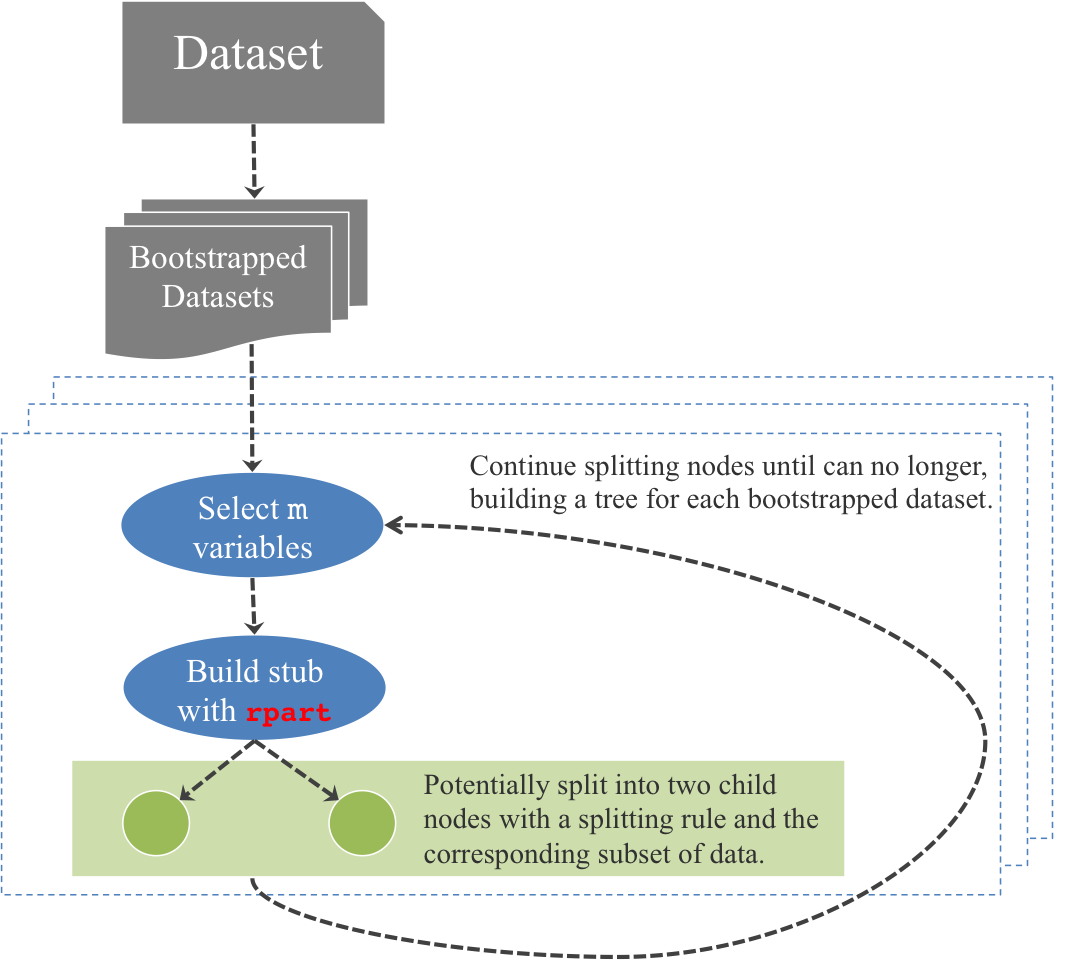 Dataset
Bootstrapped
Datasets
Continue splitting nodes until can no longer,
building a tree for each bootstrapped dataset.
Select m
variables
Build stub
with rpart
Potentially split into two child
nodes with a splitting rule and the
corresponding subset of data.